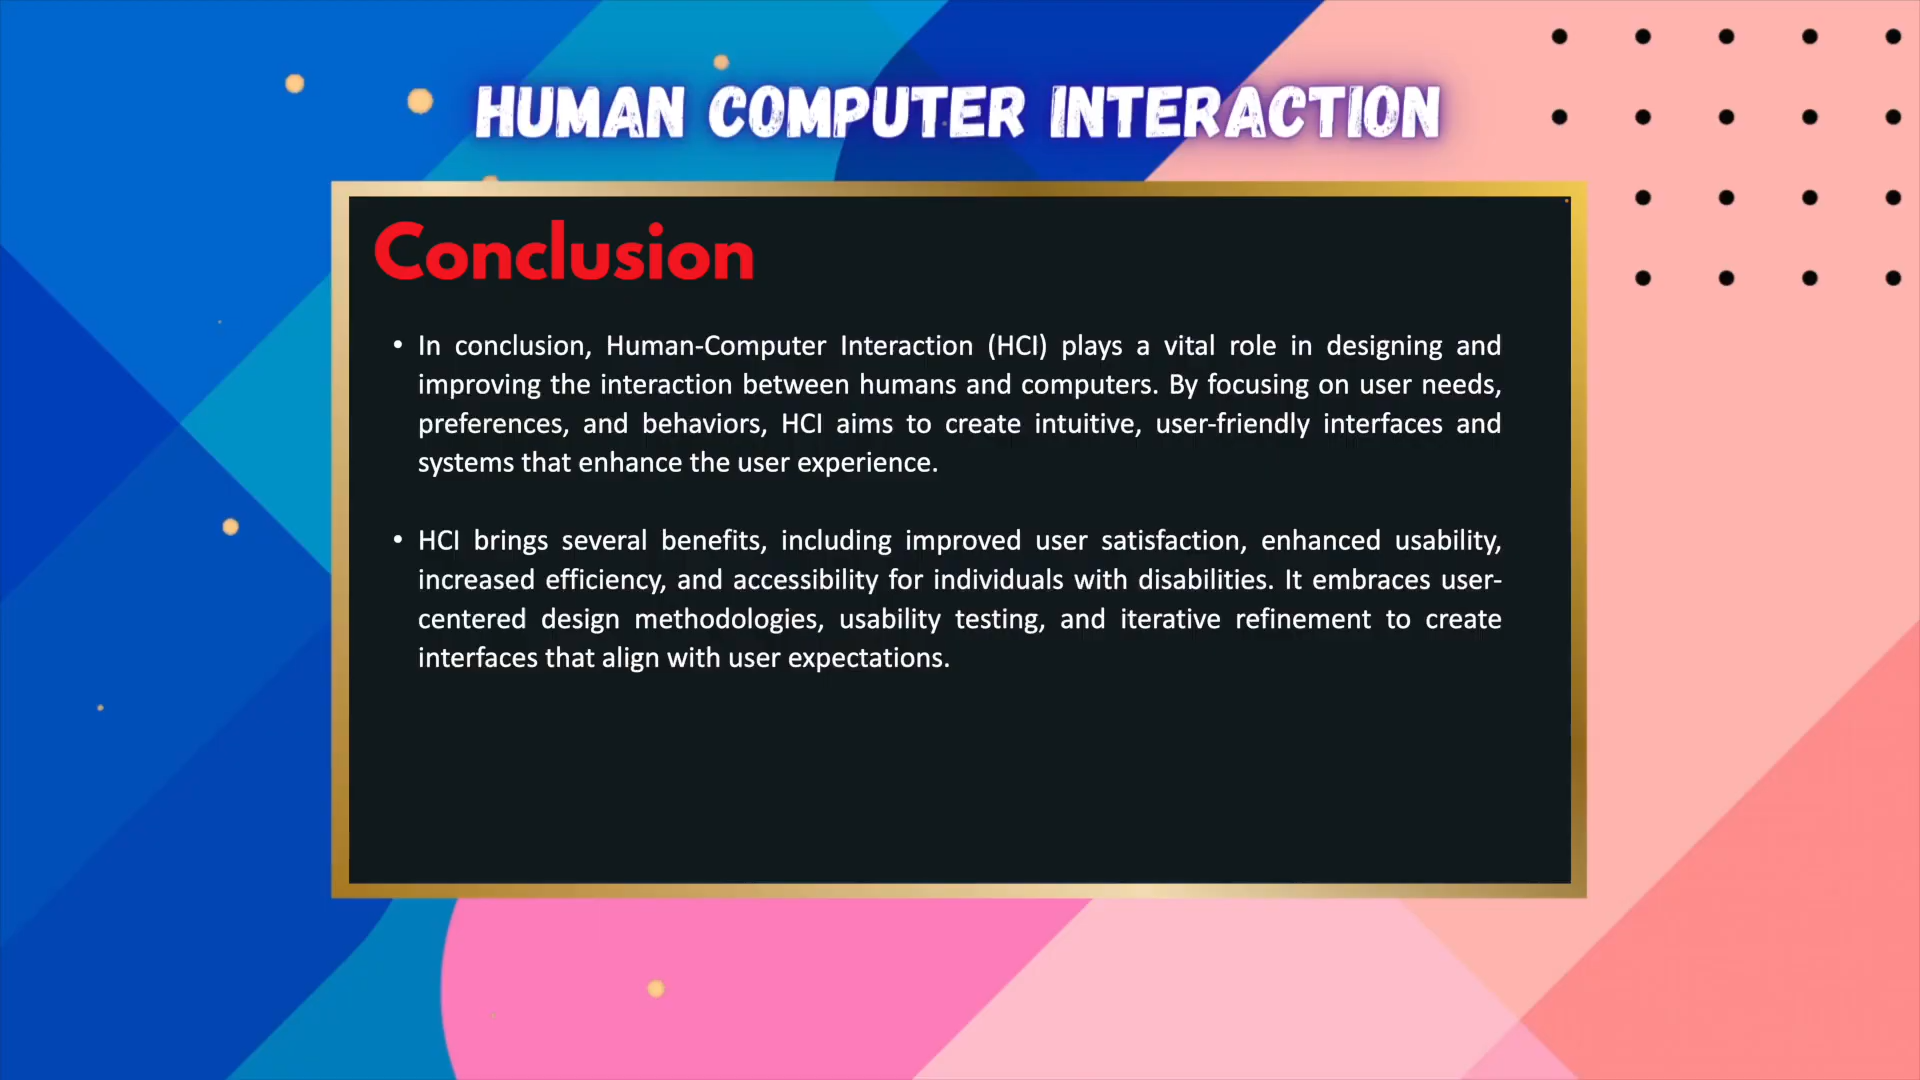 HUMAN COMPUTER INTERACTION
Conclusion
• In conclusion, Human-Computer Interaction (HCI) plays a vital role in designing and
improving the interaction between humans and computers. By focusing on user needs,
preferences, and behaviors, HCI aims to create intuitive, user-friendly interfaces and
systems that enhance the user experience.
• HCI brings several benefits, including improved user satisfaction, enhanced usability,
increased efficiency, and accessibility for individuals with disabilities. It embraces user-
centered design methodologies, usability testing, and iterative refinement to create
interfaces that align with user expectations.